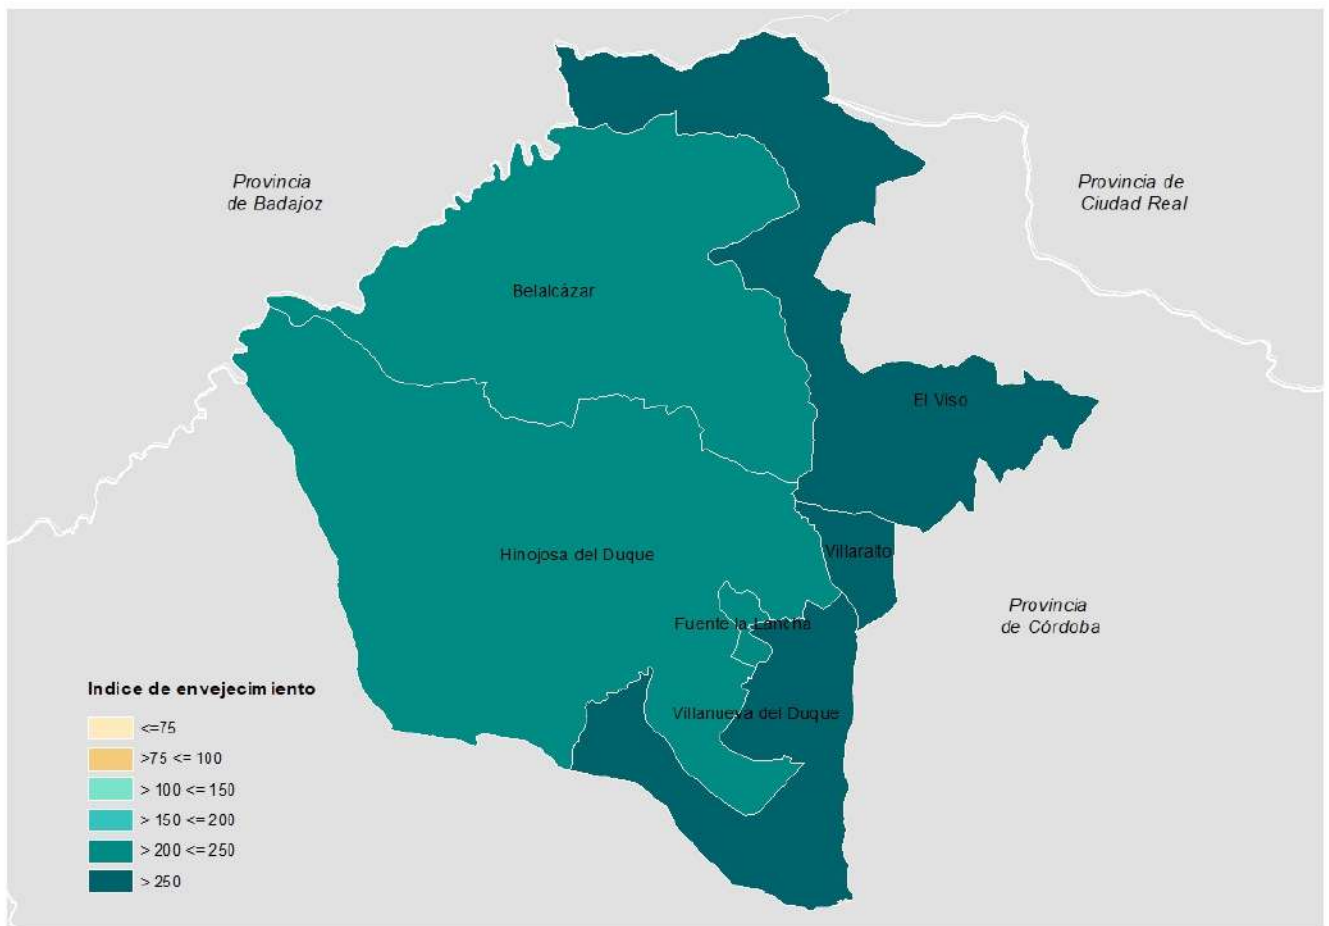 Provincia
de Badajoz
Provincia de
Ciudad Real
Belalcázar
El Viso
Hinojosa del Duque
Villaralto
Provincia
de Córdoba
Fuente la Lancha
Villanueva del Duque
Indice de envejecimiento
<=75
>75 <= 100
> 100 <= 150
> 150 <= 200
> 200 <= 250
> 250